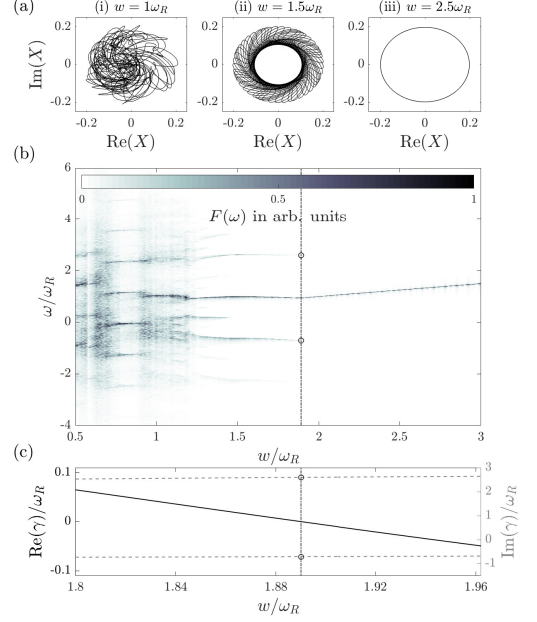 (a) (i) w = 1ω_R (ii) w = 1.5ω_R (iii) w = 2.5ω_R
Im(X)
0.2
0
-0.2
-0.2 0 0.2 -0.2 0 0.2 -0.2 0 0.2
Re(X) Re(X) Re(X)
(b)
6
0 0.5 1
F(ω) in arb. units
4
2
0
-2
-4
ω/ω_R
0.5 1 1.5 2 2.5 3
w/ω_R
(c)
0.1
0
-0.1
Re(γ)/ω_R
3
2
1
0
-1
Im(γ)/ω_R
1.8 1.84 1.88 1.92 1.96
w/ω_R